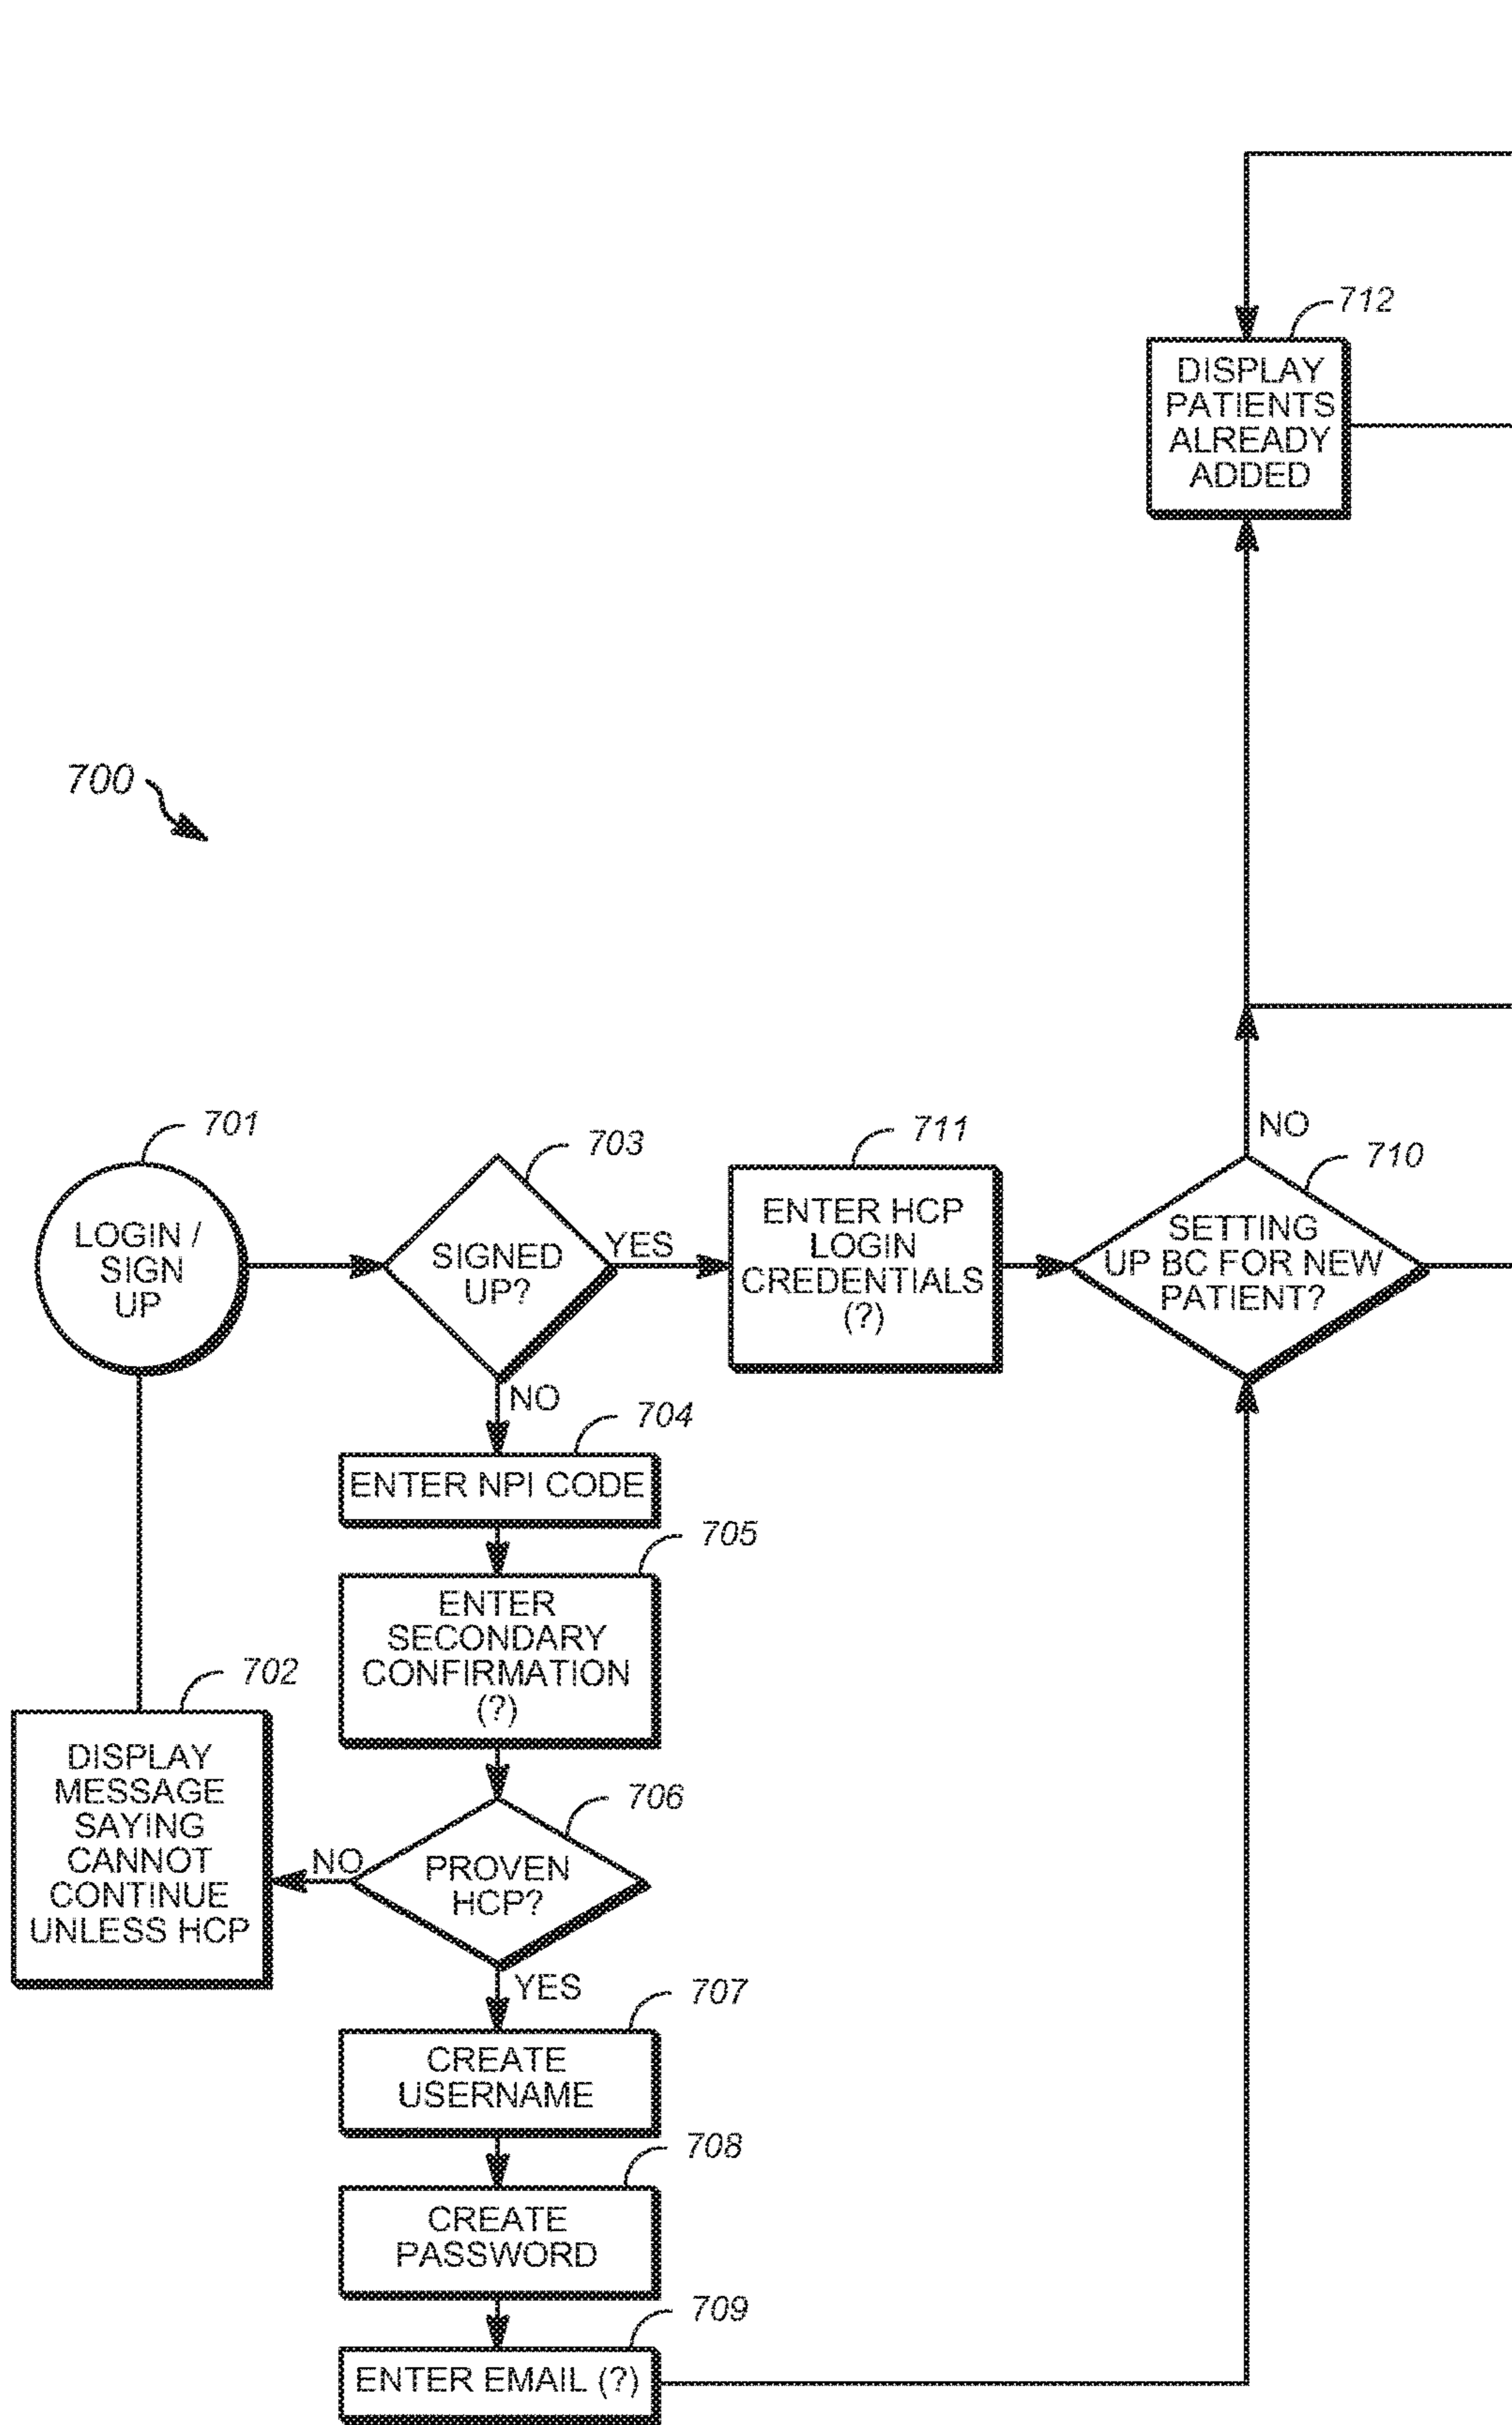 712
DISPLAY
PATIENTS
ALREADY
ADDED
700
701
LOGIN /
SIGN
UP
703
SIGNED
UP?
YES
NO
711
ENTER HCP
LOGIN
CREDENTIALS
(?)
NO
710
SETTING
UP BC FOR NEW
PATIENT?
704
ENTER NPI CODE
705
ENTER
SECONDARY
CONFIRMATION
(?)
702
DISPLAY
MESSAGE
SAYING
CANNOT
CONTINUE
UNLESS HCP
NO
706
PROVEN
HCP?
YES
707
CREATE
USERNAME
708
CREATE
PASSWORD
709
ENTER EMAIL (?)